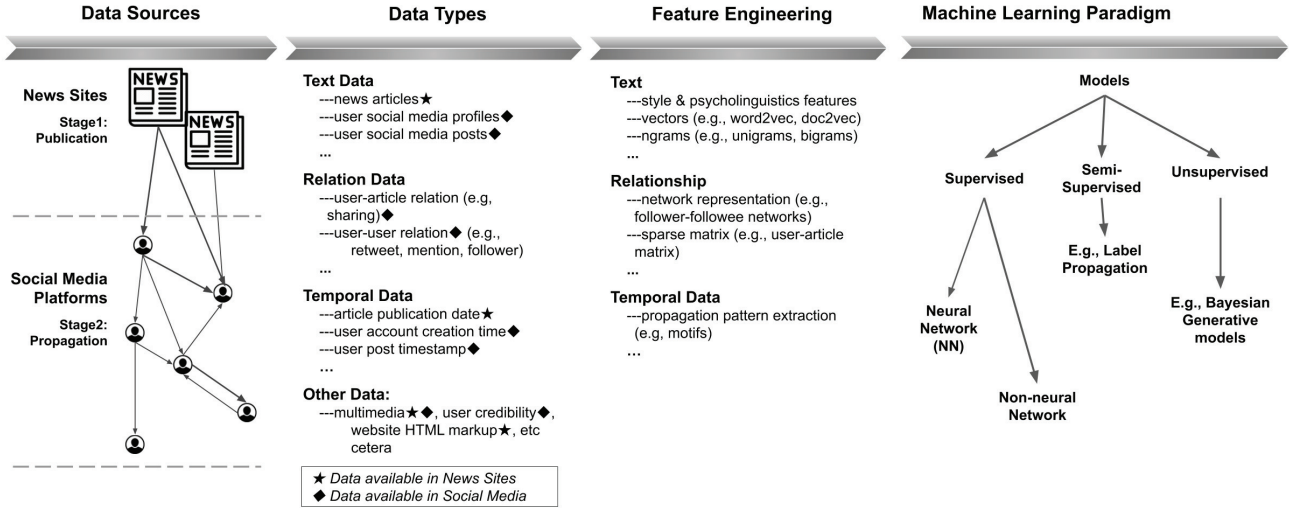 Data Sources
Data Types
Feature Engineering
Machine Learning Paradigm
News Sites
Stage1:
Publication
NEWS
NEWS
Social Media
Platforms
Stage2:
Propagation
Text Data
---news articles★
---user social media profiles◆
---user social media posts◆
...
Relation Data
---user-article relation (e.g,
sharing)◆
---user-user relation◆ (e.g.,
retweet, mention, follower)
...
Temporal Data
---article publication date★
---user account creation time◆
---user post timestamp◆
...
Other Data:
---multimedia★◆, user credibility◆,
website HTML markup★, etc
cetera
★ Data available in News Sites
◆ Data available in Social Media
Text
---style & psycholinguistics features
---vectors (e.g., word2vec, doc2vec)
---ngrams (e.g., unigrams, bigrams)
...
Relationship
---network representation (e.g.,
follower-followee networks)
---sparse matrix (e.g., user-article
matrix)
...
Temporal Data
---propagation pattern extraction
(e.g, motifs)
...
Models
Supervised
Semi-
Supervised
Unsupervised
E.g., Label
Propagation
Neural
Network
(NN)
E.g., Bayesian
Generative
models
Non-neural
Network